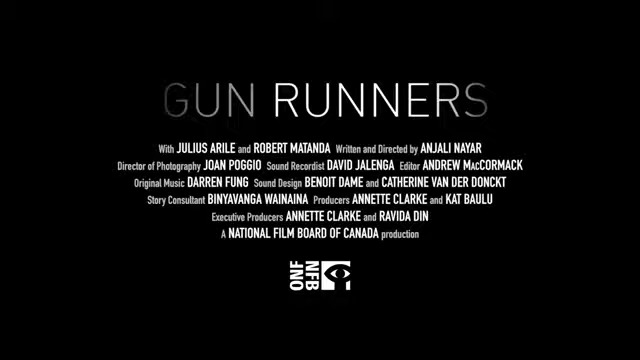 GUN RUNNERS
With JULIUS ARILE and ROBERT MATANDA Written and Directed by ANJALI NAYAR
Director of Photography JOAN POGGIO Sound Recordist DAVID JALENGA Editor ANDREW MACCORMACK
Original Music DARREN FUNG Sound Design BENOIT DAME and CATHERINE VAN DER DONCKT
Story Consultant BINYAVANGA WAINAINA Producers ANNETTE CLARKE and KAT BAULU
Executive Producers ANNETTE CLARKE and RAVIDA DIN
A NATIONAL FILM BOARD OF CANADA production
ONF
NFB